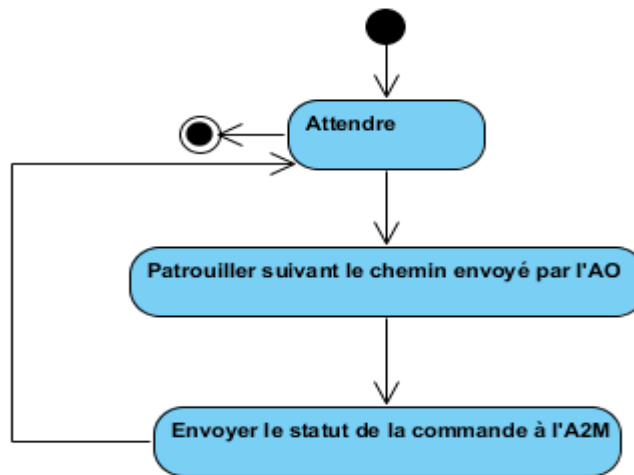 Attendre
Patrouiller suivant le chemin envoyé par l'AO
Envoyer le statut de la commande à l'A2M